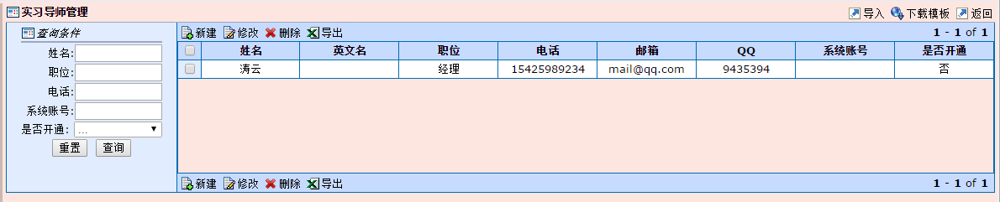 实习导师管理 导入 下载模板 返回
查询条件
姓名:
职位:
电话:
系统账号:
是否开通: ...
重置 查询
新建 修改 删除 导出 1 - 1 of 1
姓名 英文名 职位 电话 邮箱 QQ 系统账号 是否开通
涛云 经理 15425989234 mail@qq.com 9435394 否
新建 修改 删除 导出 1 - 1 of 1